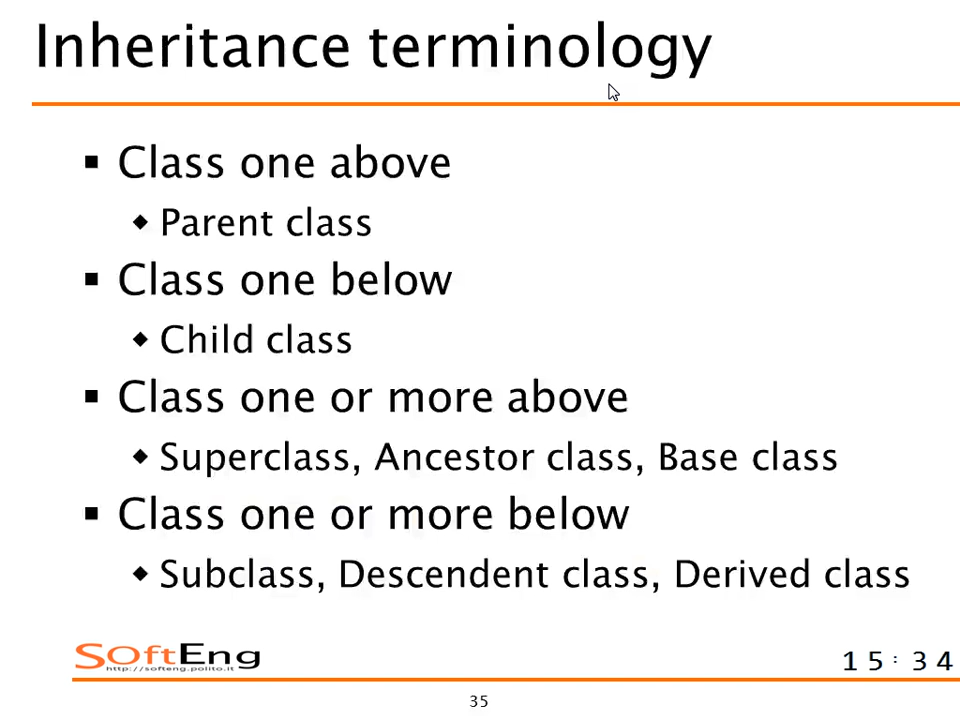 Inheritance terminology
▪ Class one above
◆ Parent class
▪ Class one below
◆ Child class
▪ Class one or more above
◆ Superclass, Ancestor class, Base class
▪ Class one or more below
◆ Subclass, Descendent class, Derived class
SoftEng
http://softeng.polito.it
15:34
35